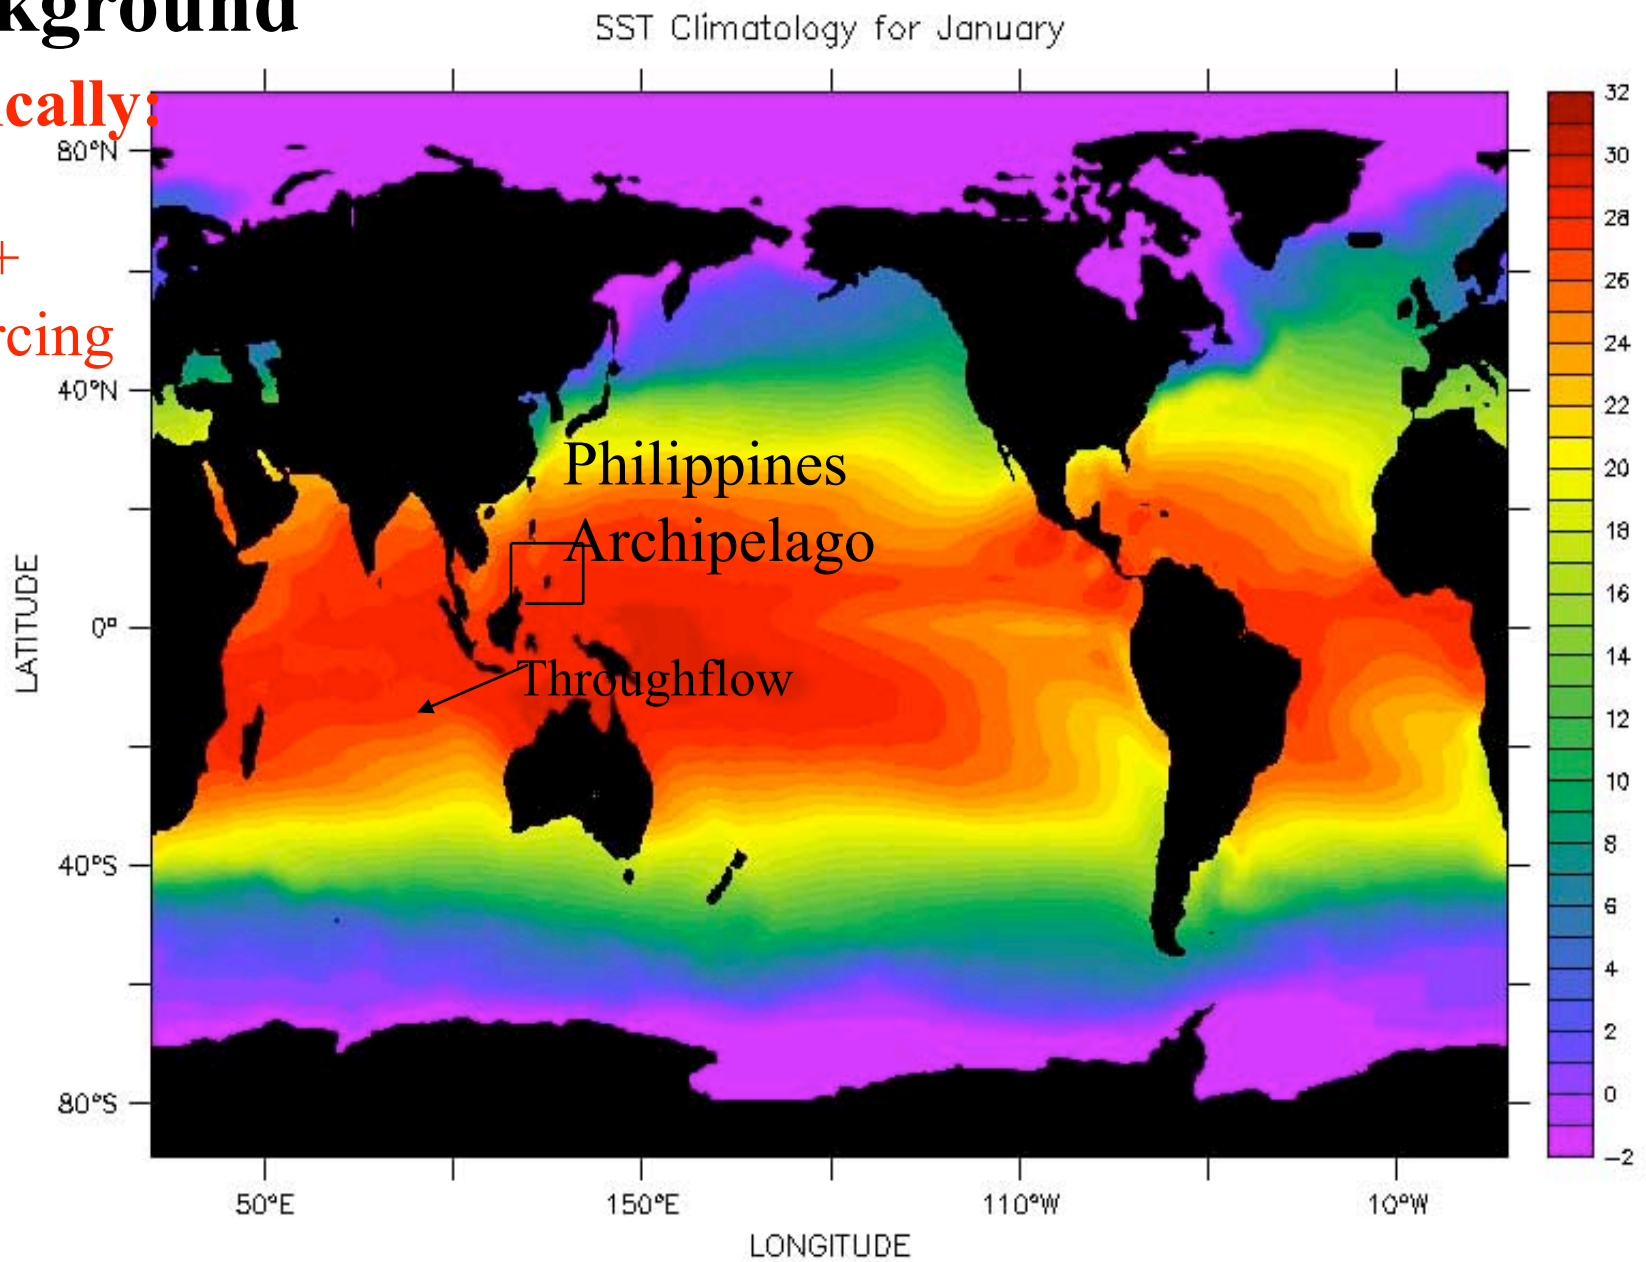 kground
SST Climatology for January
ically:
+
rcing
80°N
40°N
0°
40°S
80°S
LATITUDE
Philippines
Archipelago
Throughflow
50°E
150°E
110°W
10°W
LONGITUDE
32
30
28
26
24
22
20
18
16
14
12
10
8
6
4
2
0
−2